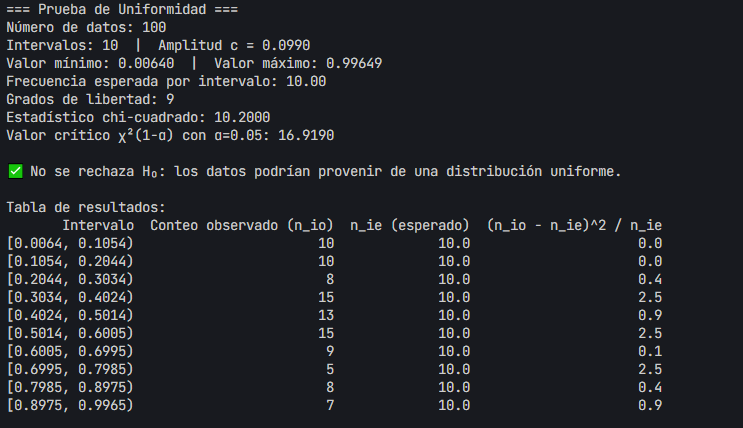 === Prueba de Uniformidad ===
Número de datos: 100
Intervalos: 10  |  Amplitud c = 0.0990
Valor mínimo: 0.00640  |  Valor máximo: 0.99649
Frecuencia esperada por intervalo: 10.00
Grados de libertad: 9
Estadístico chi-cuadrado: 10.2000
Valor crítico χ²(1-α) con α=0.05: 16.9190
✅ No se rechaza H₀: los datos podrían provenir de una distribución uniforme.
Tabla de resultados:
Intervalo  Conteo observado (n_io)  n_ie (esperado)  (n_io - n_ie)^2 / n_ie
[0.0064, 0.1054)  10  10.0  0.0
[0.1054, 0.2044)  10  10.0  0.0
[0.2044, 0.3034)  8  10.0  0.4
[0.3034, 0.4024)  15  10.0  2.5
[0.4024, 0.5014)  13  10.0  0.9
[0.5014, 0.6005)  15  10.0  2.5
[0.6005, 0.6995)  9  10.0  0.1
[0.6995, 0.7985)  5  10.0  2.5
[0.7985, 0.8975)  8  10.0  0.4
[0.8975, 0.9965)  7  10.0  0.9